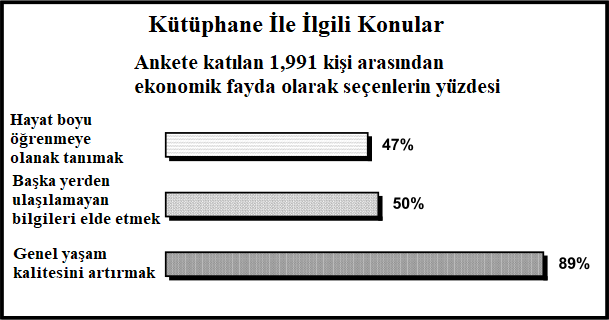 Kütüphane İle İlgili Konular
Ankete katılan 1,991 kişi arasından
ekonomik fayda olarak seçenlerin yüzdesi
Hayat boyu
öğrenmeye
olanak tanımak
47%
Başka yerden
ulaşılamayan
bilgileri elde etmek
50%
Genel yaşam
kalitesini artırmak
89%